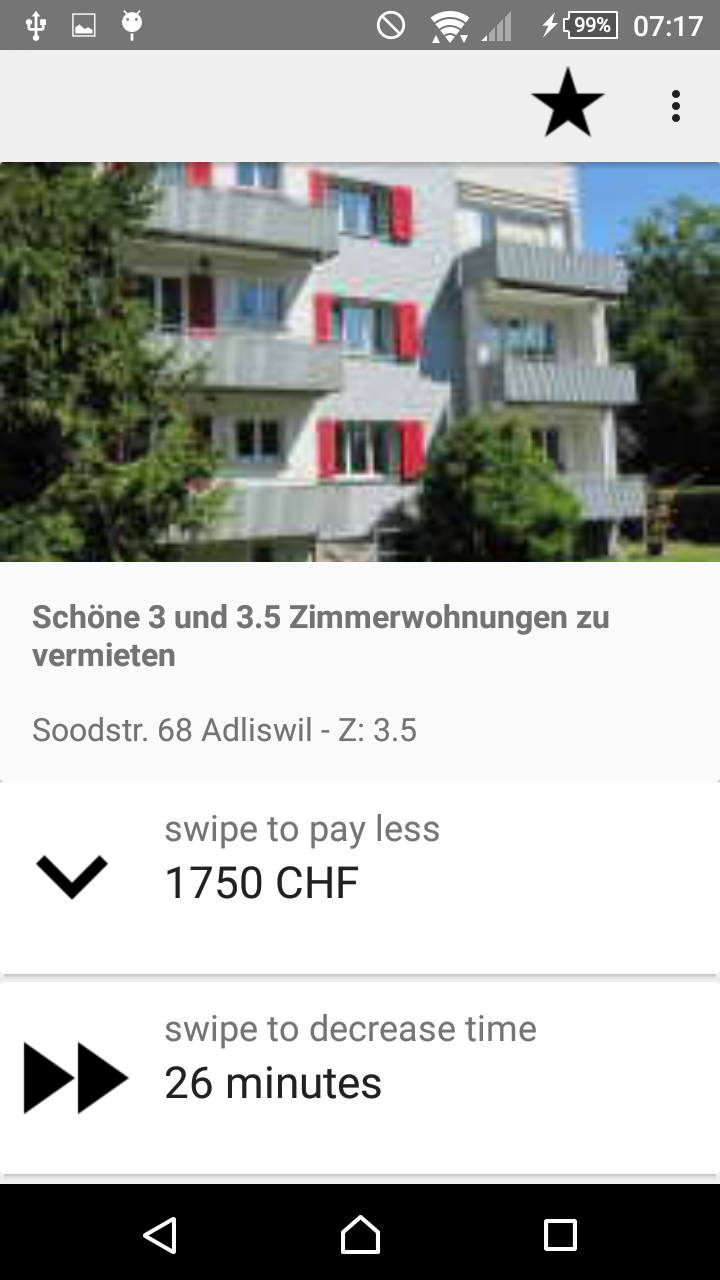 99% 07:17
Schöne 3 und 3.5 Zimmerwohnungen zu
vermieten
Soodstr. 68 Adliswil - Z: 3.5
swipe to pay less
1750 CHF
swipe to decrease time
26 minutes